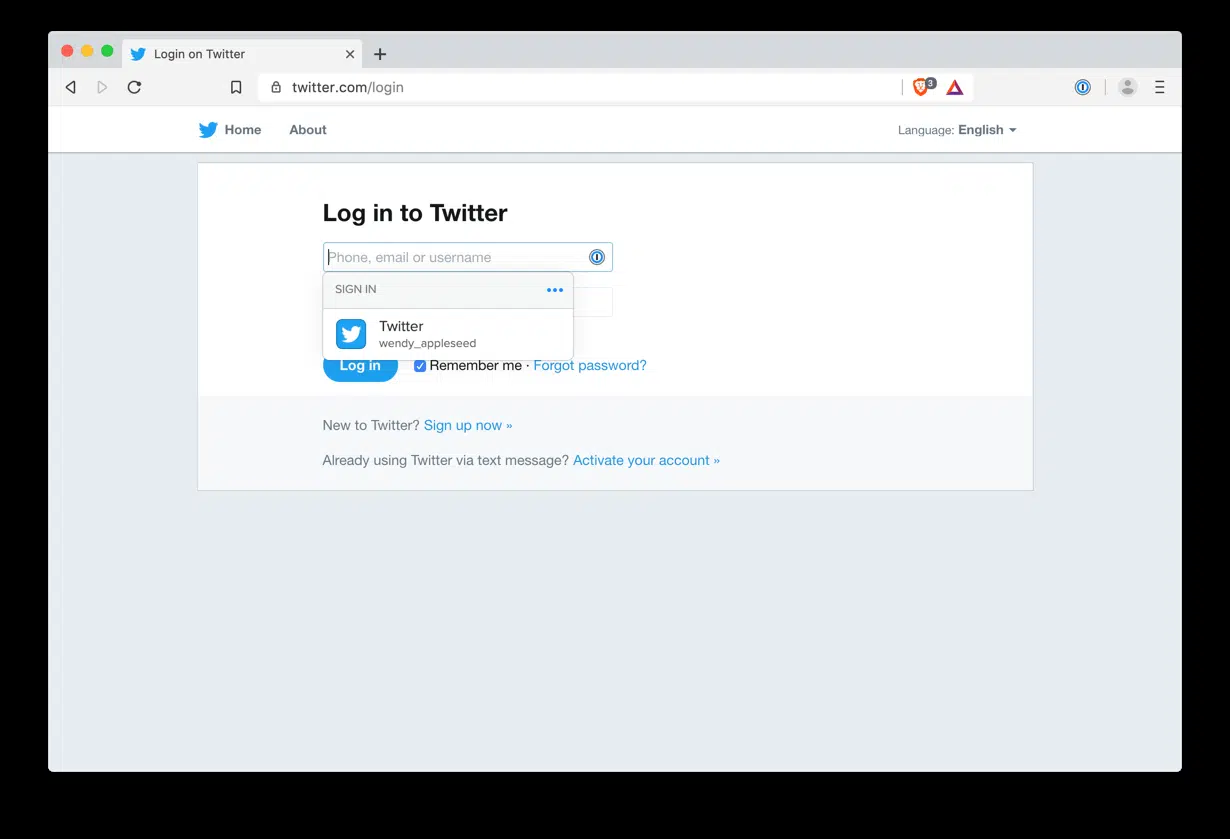 Login on Twitter
twitter.com/login
3
Home About Language: English
Log in to Twitter
Phone, email or username
SIGN IN
Twitter
wendy_appleseed
Log in Remember me · Forgot password?
New to Twitter? Sign up now »
Already using Twitter via text message? Activate your account »